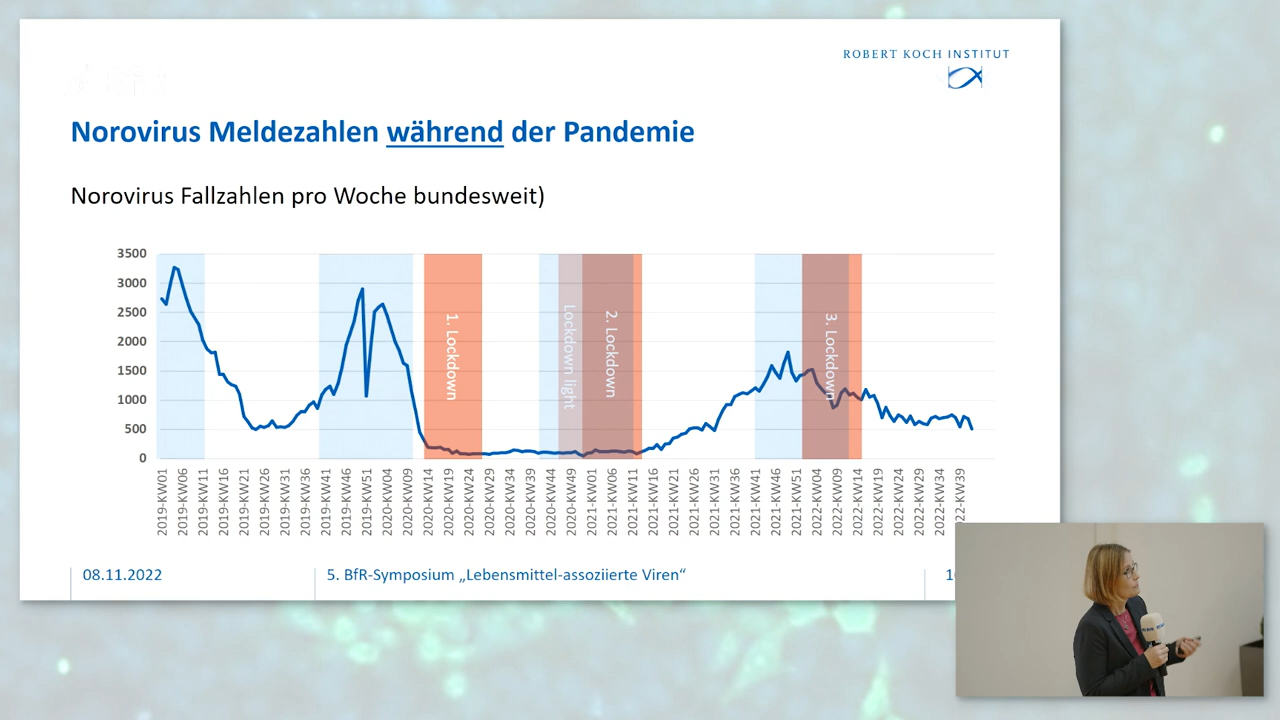 ROBERT KOCH INSTITUT
Norovirus Meldezahlen während der Pandemie
Norovirus Fallzahlen pro Woche bundesweit)
3500
3000
2500
2000
1500
1000
500
0
1. Lockdown
Lockdown light
2. Lockdown
3. Lockdown
2019-KW01
2019-KW06
2019-KW11
2019-KW16
2019-KW21
2019-KW26
2019-KW31
2019-KW36
2019-KW41
2019-KW46
2019-KW51
2020-KW04
2020-KW09
2020-KW14
2020-KW19
2020-KW24
2020-KW29
2020-KW34
2020-KW39
2020-KW44
2020-KW49
2021-KW01
2021-KW06
2021-KW11
2021-KW16
2021-KW21
2021-KW26
2021-KW31
2021-KW36
2021-KW41
2021-KW46
2021-KW51
2022-KW04
2022-KW09
2022-KW14
2022-KW19
2022-KW24
2022-KW29
2022-KW34
2022-KW39
08.11.2022
5. BfR-Symposium „Lebensmittel-assoziierte Viren“